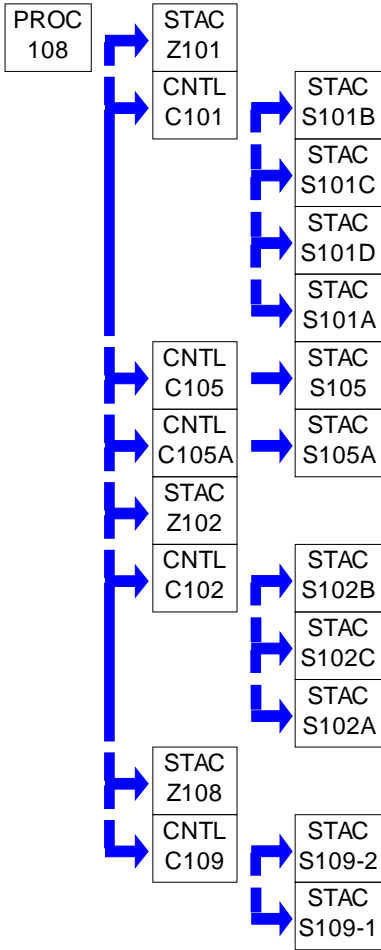 PROC
108
STAC
Z101
CNTL
C101
STAC
S101B
STAC
S101C
STAC
S101D
STAC
S101A
CNTL
C105
STAC
S105
CNTL
C105A
STAC
S105A
STAC
Z102
CNTL
C102
STAC
S102B
STAC
S102C
STAC
S102A
STAC
Z108
CNTL
C109
STAC
S109-2
STAC
S109-1